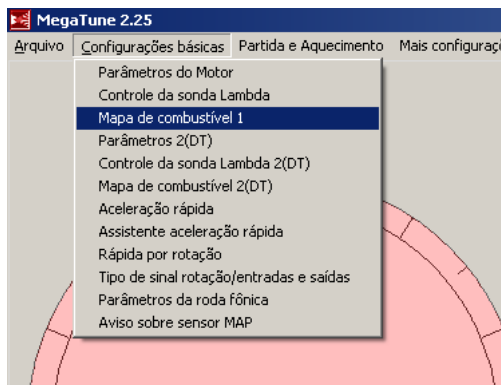 MegaTune 2.25
Arquivo Configurações básicas Partida e Aquecimento Mais configuraç
Parâmetros do Motor
Controle da sonda Lambda
Mapa de combustível 1
Parâmetros 2(DT)
Controle da sonda Lambda 2(DT)
Mapa de combustível 2(DT)
Aceleração rápida
Assistente aceleração rápida
Rápida por rotação
Tipo de sinal rotação/entradas e saídas
Parâmetros da roda fônica
Aviso sobre sensor MAP